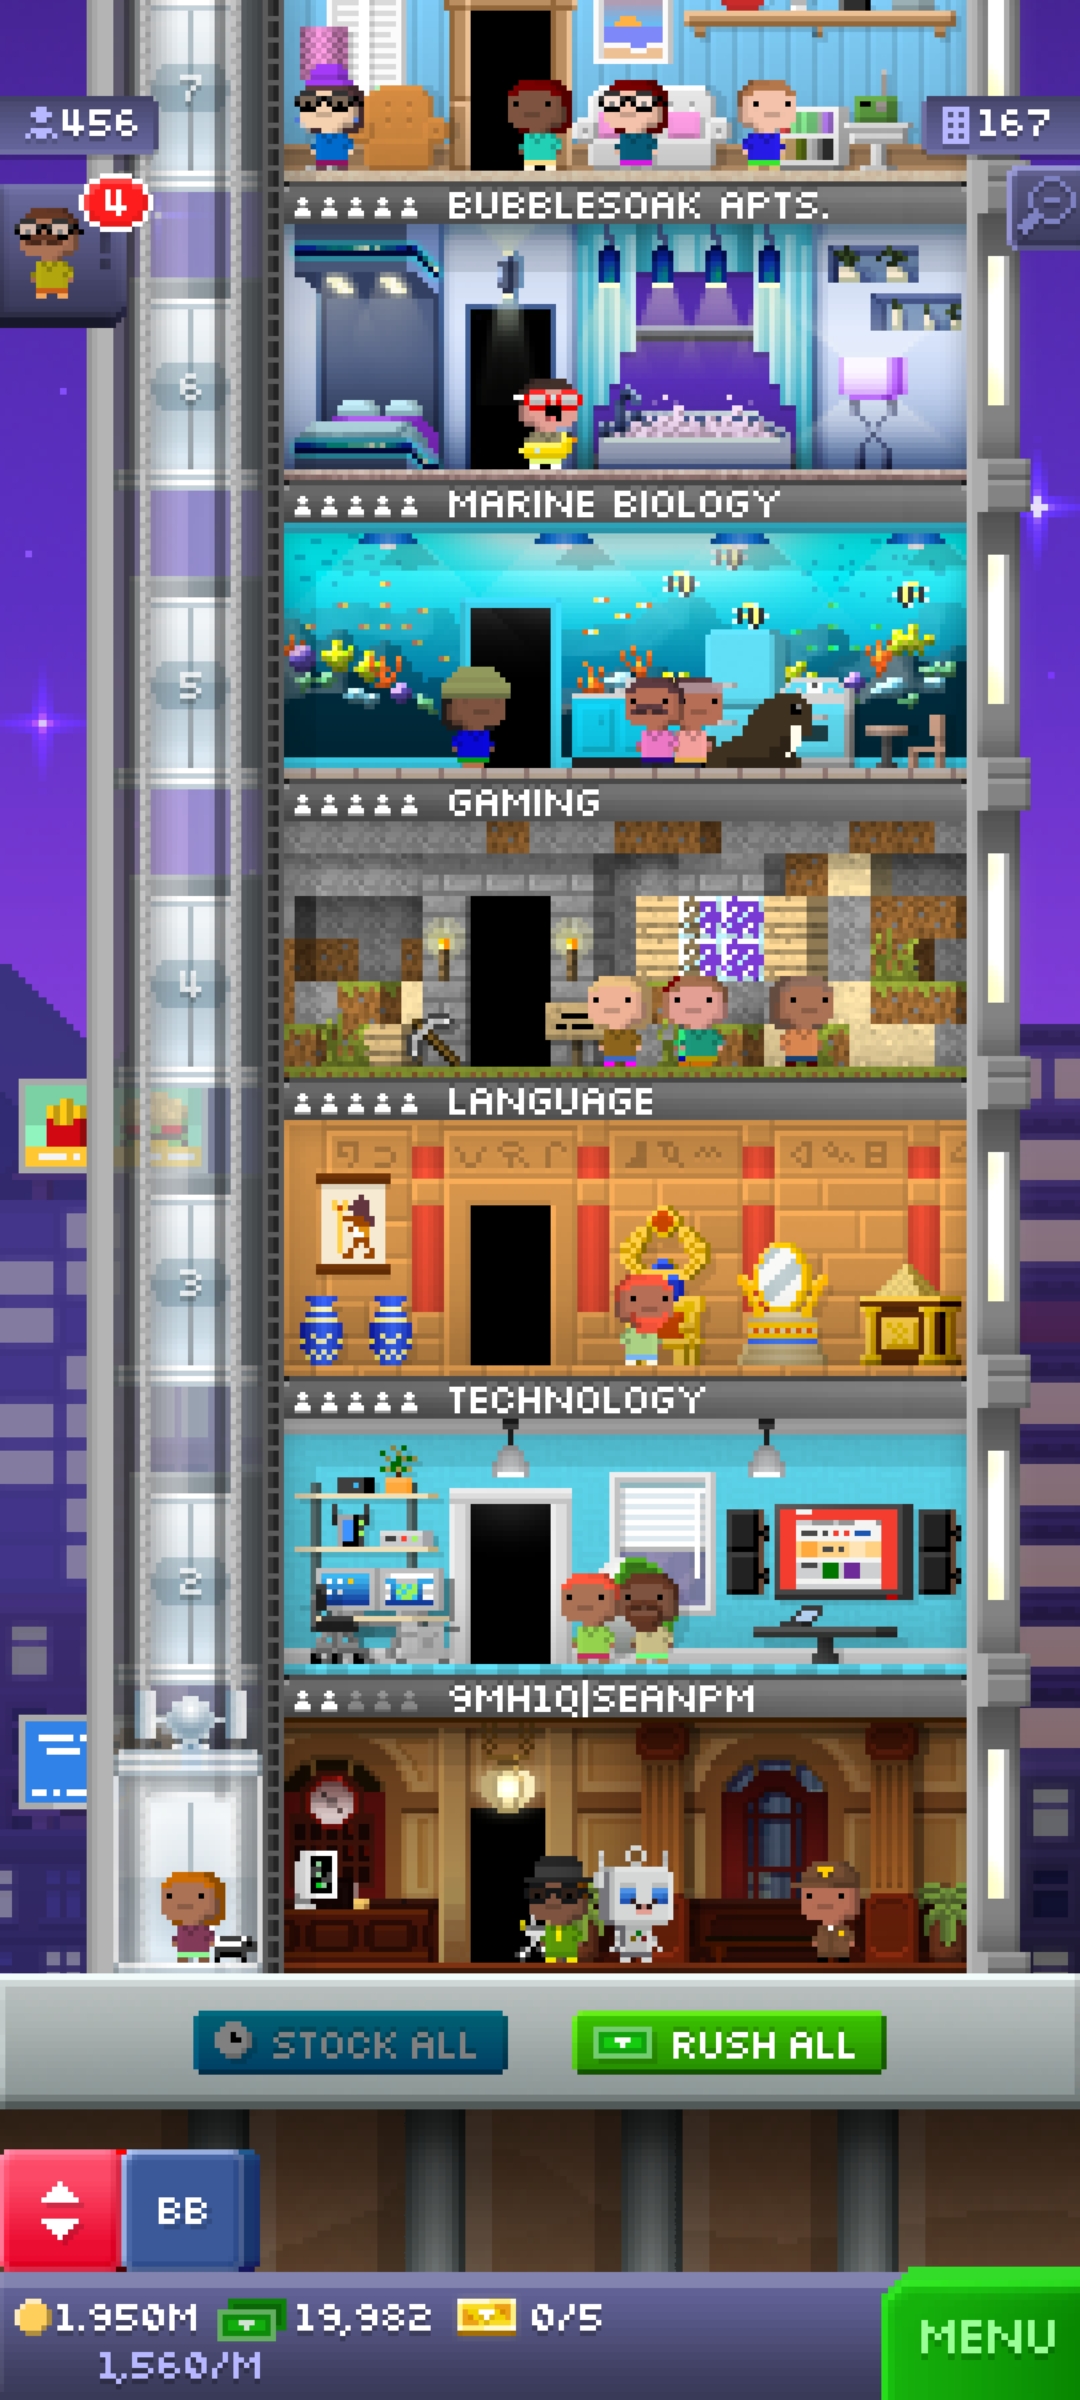 7
456
167
4
BUBBLESOAK APTS.
6
MARINE BIOLOGY
5
GAMING
4
LANGUAGE
3
TECHNOLOGY
2
9MH1Q|SEANPM
STOCK ALL
RUSH ALL
BB
1.950M
19,982
0/5
1,560/M
MENU